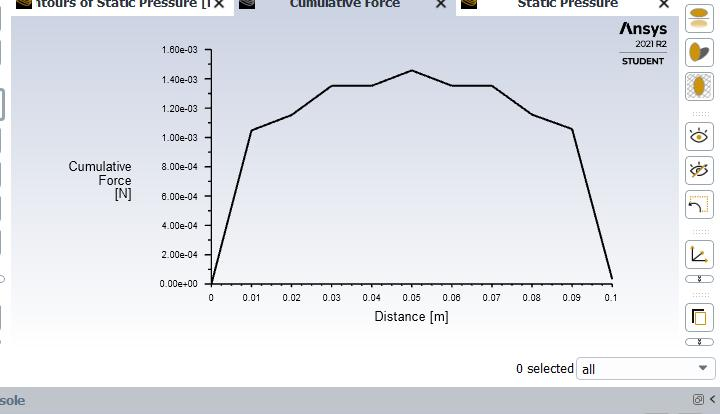 ntours of Static Pressure [1
Cumulative Force
Static Pressure
Ansys
2021 R2
STUDENT
1.60e-03
1.40e-03
1.20e-03
1.00e-03
8.00e-04
6.00e-04
4.00e-04
2.00e-04
0.00e+00
Cumulative
Force
[N]
0 0.01 0.02 0.03 0.04 0.05 0.06 0.07 0.08 0.09 0.1
Distance [m]
0 selected all
sole